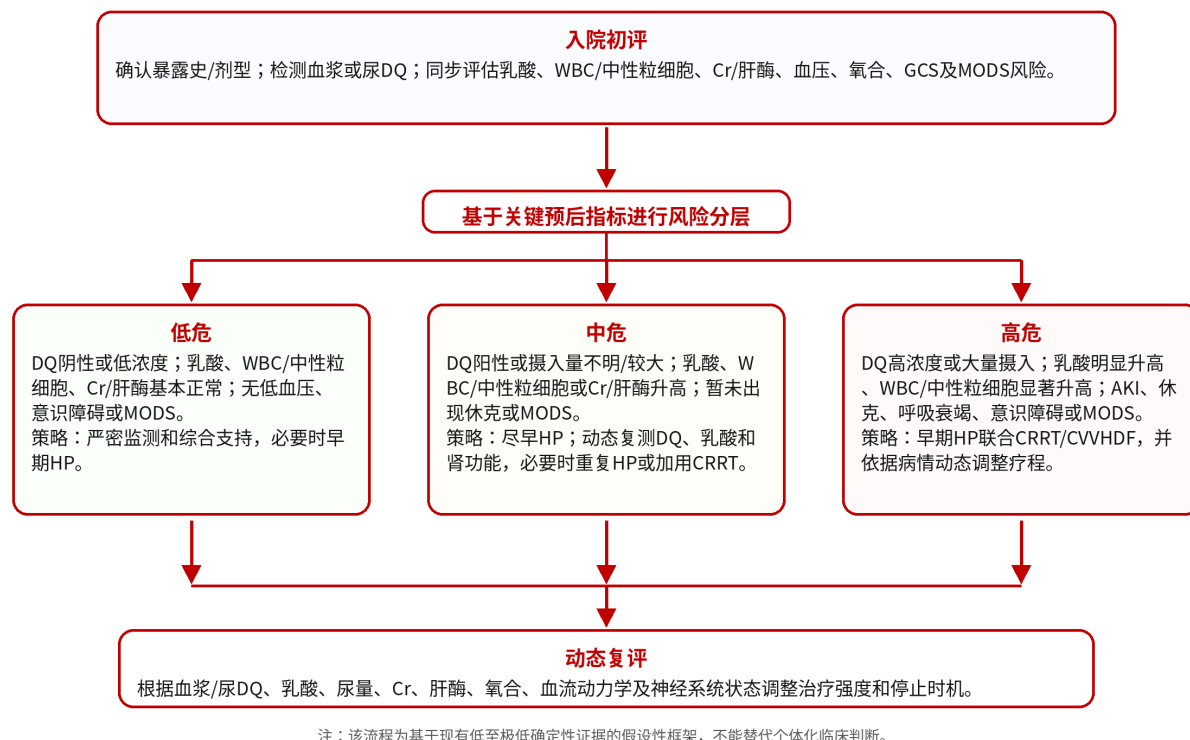 入院初评
确认暴露史/剂型；检测血浆或尿DQ；同步评估乳酸、WBC/中性粒细胞、Cr/肝酶、血压、氧合、GCS及MODS风险。
基于关键预后指标进行风险分层
低危
DQ阴性或低浓度；乳酸、WBC/中性粒
细胞、Cr/肝酶基本正常；无低血压、
意识障碍或MODS。
策略：严密监测和综合支持，必要时早
期HP。
中危
DQ阳性或摄入量不明/较大；乳酸、W
BC/中性粒细胞或Cr/肝酶升高；暂未出
现休克或MODS。
策略：尽早HP；动态复测DQ、乳酸和
肾功能，必要时重复HP或加用CRRT。
高危
DQ高浓度或大量摄入；乳酸明显升高
、WBC/中性粒细胞显著升高；AKI、休
克、呼吸衰竭、意识障碍或MODS。
策略：早期HP联合CRRT/CVVHDF，并
依据病情动态调整疗程。
动态复评
根据血浆/尿DQ、乳酸、尿量、Cr、肝酶、氧合、血流动力学及神经系统状态调整治疗强度和停止时机。
注：该流程为基于现有低至极低确定性证据的假设性框架，不能替代个体化临床判断。